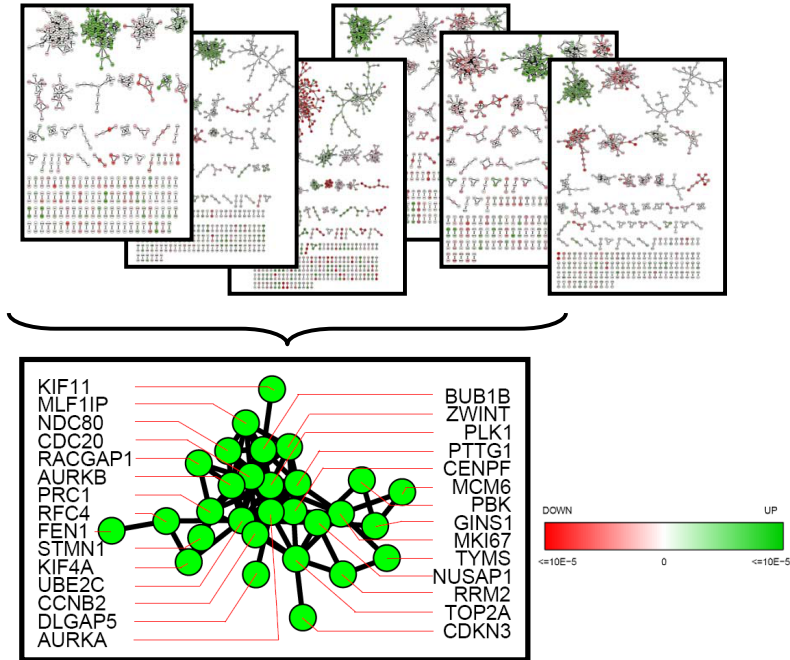 KIF11
MLF1IP
NDC80
CDC20
RACGAP1
AURKB
PRC1
RFC4
FEN1
STMN1
KIF4A
UBE2C
CCNB2
DLGAP5
AURKA
BUB1B
ZWINT
PLK1
PTTG1
CENPF
MCM6
PBK
GINS1
MKI67
TYMS
NUSAP1
RRM2
TOP2A
CDKN3
DOWN UP
<=10E-5 0 <=10E-5